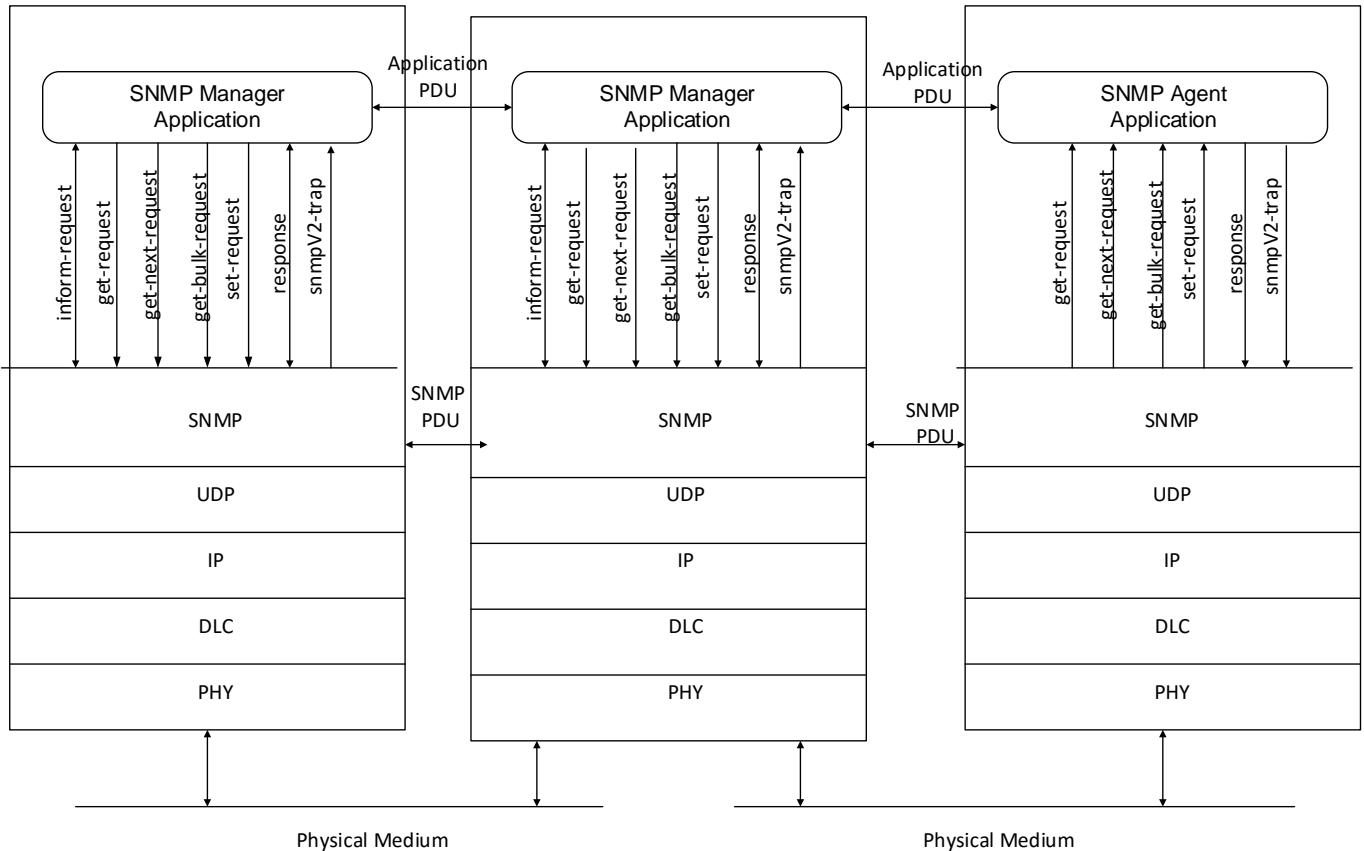 Application
PDU
Application
PDU
SNMP Manager
Application
SNMP Manager
Application
SNMP Agent
Application
inform-request
get-request
get-next-request
get-bulk-request
set-request
response
snmpV2-trap
inform-request
get-request
get-next-request
get-bulk-request
set-request
response
snmpV2-trap
get-request
get-next-request
get-bulk-request
set-request
response
snmpV2-trap
SNMP
SNMP
PDU
SNMP
SNMP
PDU
SNMP
UDP
UDP
UDP
IP
IP
IP
DLC
DLC
DLC
PHY
PHY
PHY
Physical Medium
Physical Medium